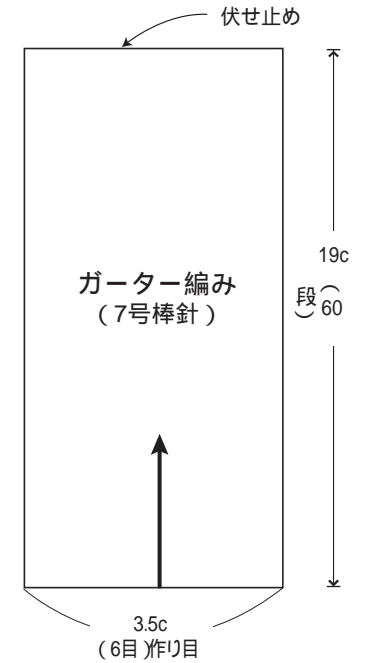 伏せ止め
ガーター編み
(7号棒針)
19c
(60段)
3.5c
(6目)作り目